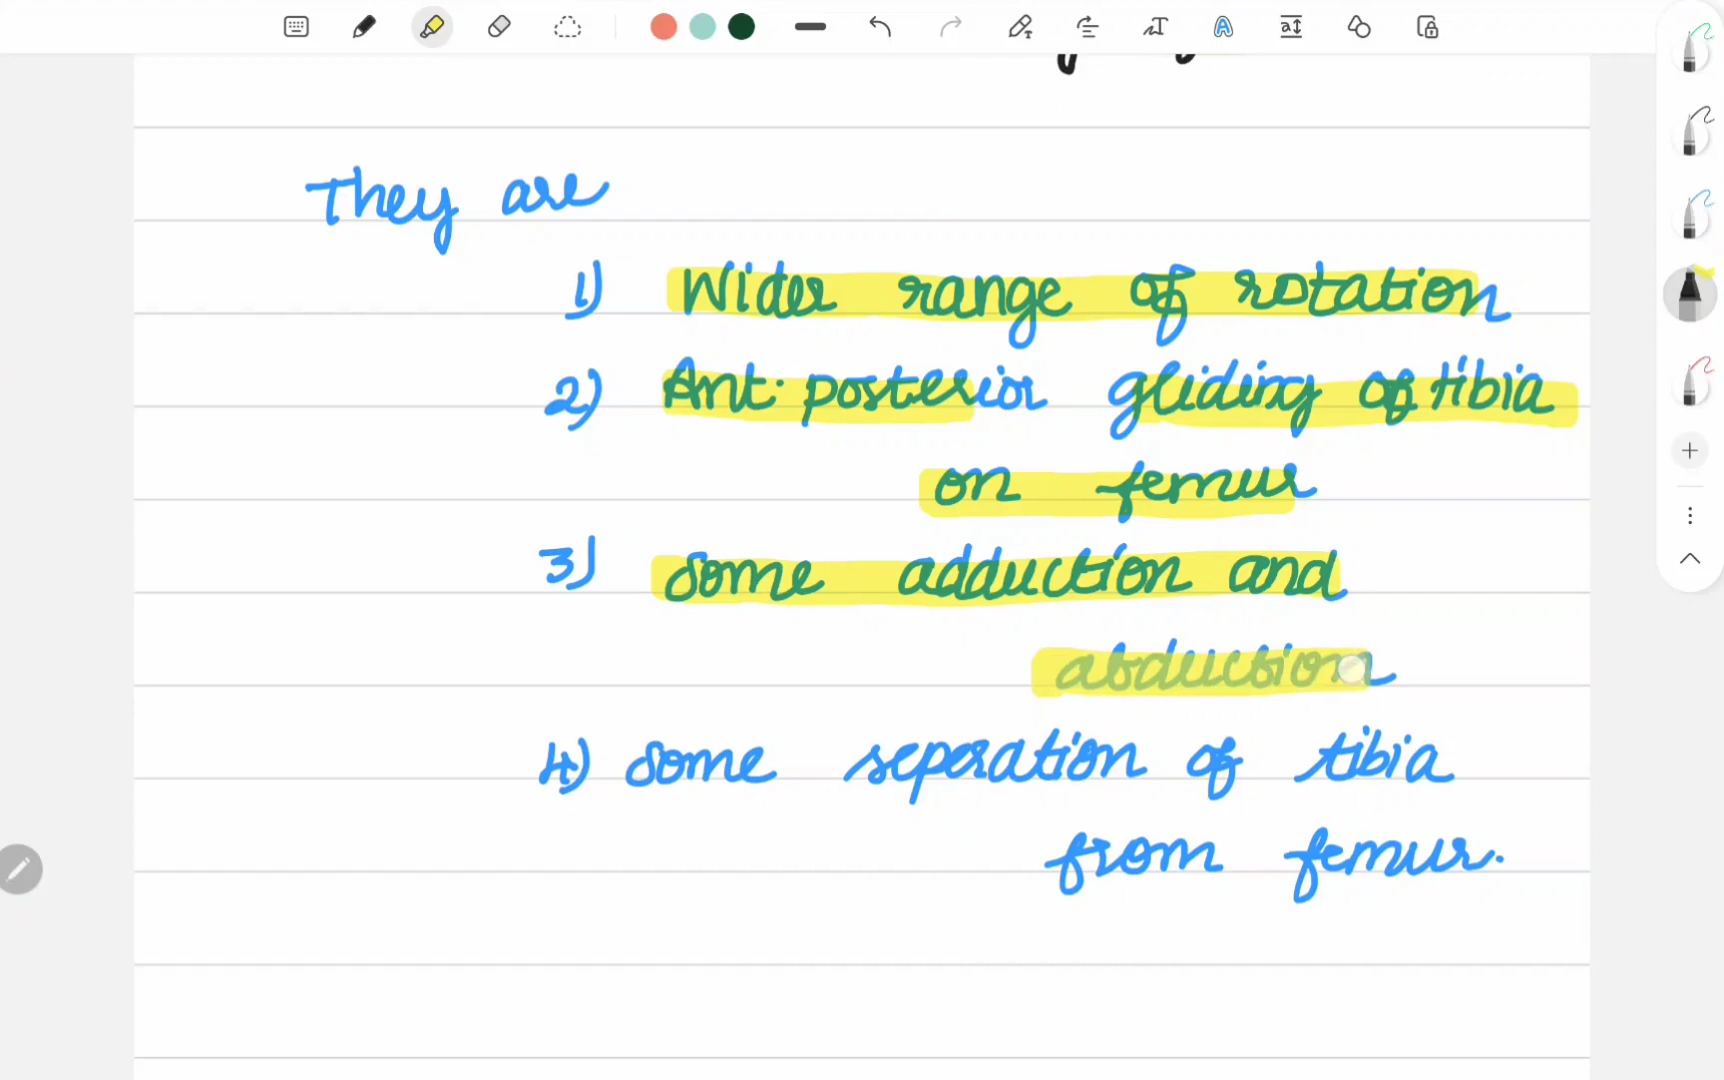 They are
1) Wider range of rotation
2) Ant. posterior gliding of tibia
on femur
3) Some adduction and
abduction
4) Some seperation of tibia
from femur.